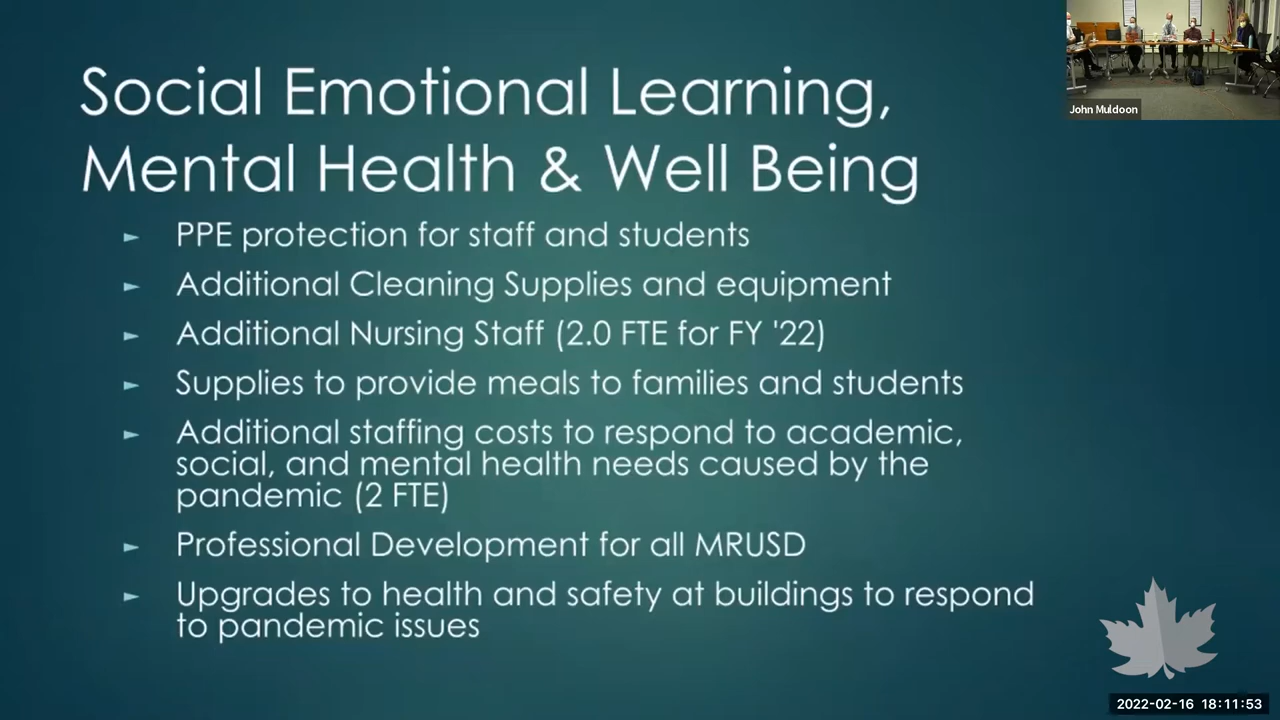 Social Emotional Learning,
Mental Health & Well Being
► PPE protection for staff and students
► Additional Cleaning Supplies and equipment
► Additional Nursing Staff (2.0 FTE for FY '22)
► Supplies to provide meals to families and students
► Additional staffing costs to respond to academic,
social, and mental health needs caused by the
pandemic (2 FTE)
► Professional Development for all MRUSD
► Upgrades to health and safety at buildings to respond
to pandemic issues
John Muldoon
2022-02-16 18:11:53